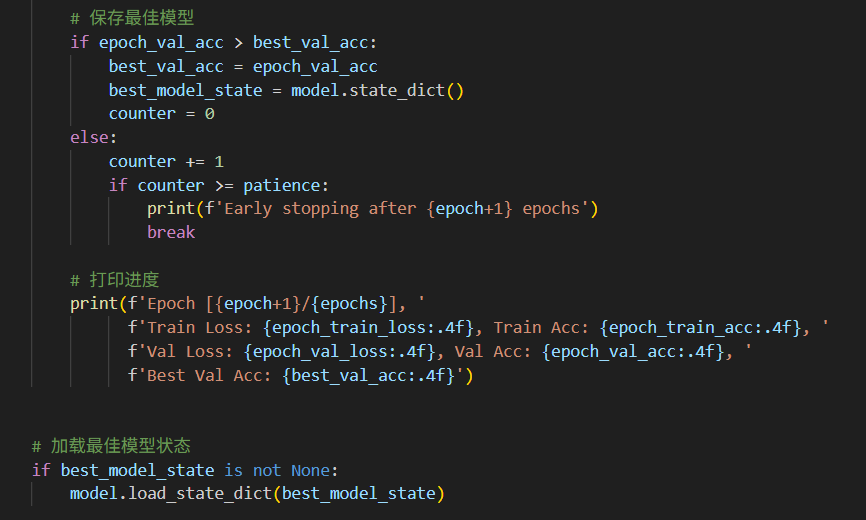 # 保存最佳模型
if epoch_val_acc > best_val_acc:
best_val_acc = epoch_val_acc
best_model_state = model.state_dict()
counter = 0
else:
counter += 1
if counter >= patience:
print(f'Early stopping after {epoch+1} epochs')
break
# 打印进度
print(f'Epoch [{epoch+1}/{epochs}], '
f'Train Loss: {epoch_train_loss:.4f}, Train Acc: {epoch_train_acc:.4f}, '
f'Val Loss: {epoch_val_loss:.4f}, Val Acc: {epoch_val_acc:.4f}, '
f'Best Val Acc: {best_val_acc:.4f}')
# 加载最佳模型状态
if best_model_state is not None:
model.load_state_dict(best_model_state)